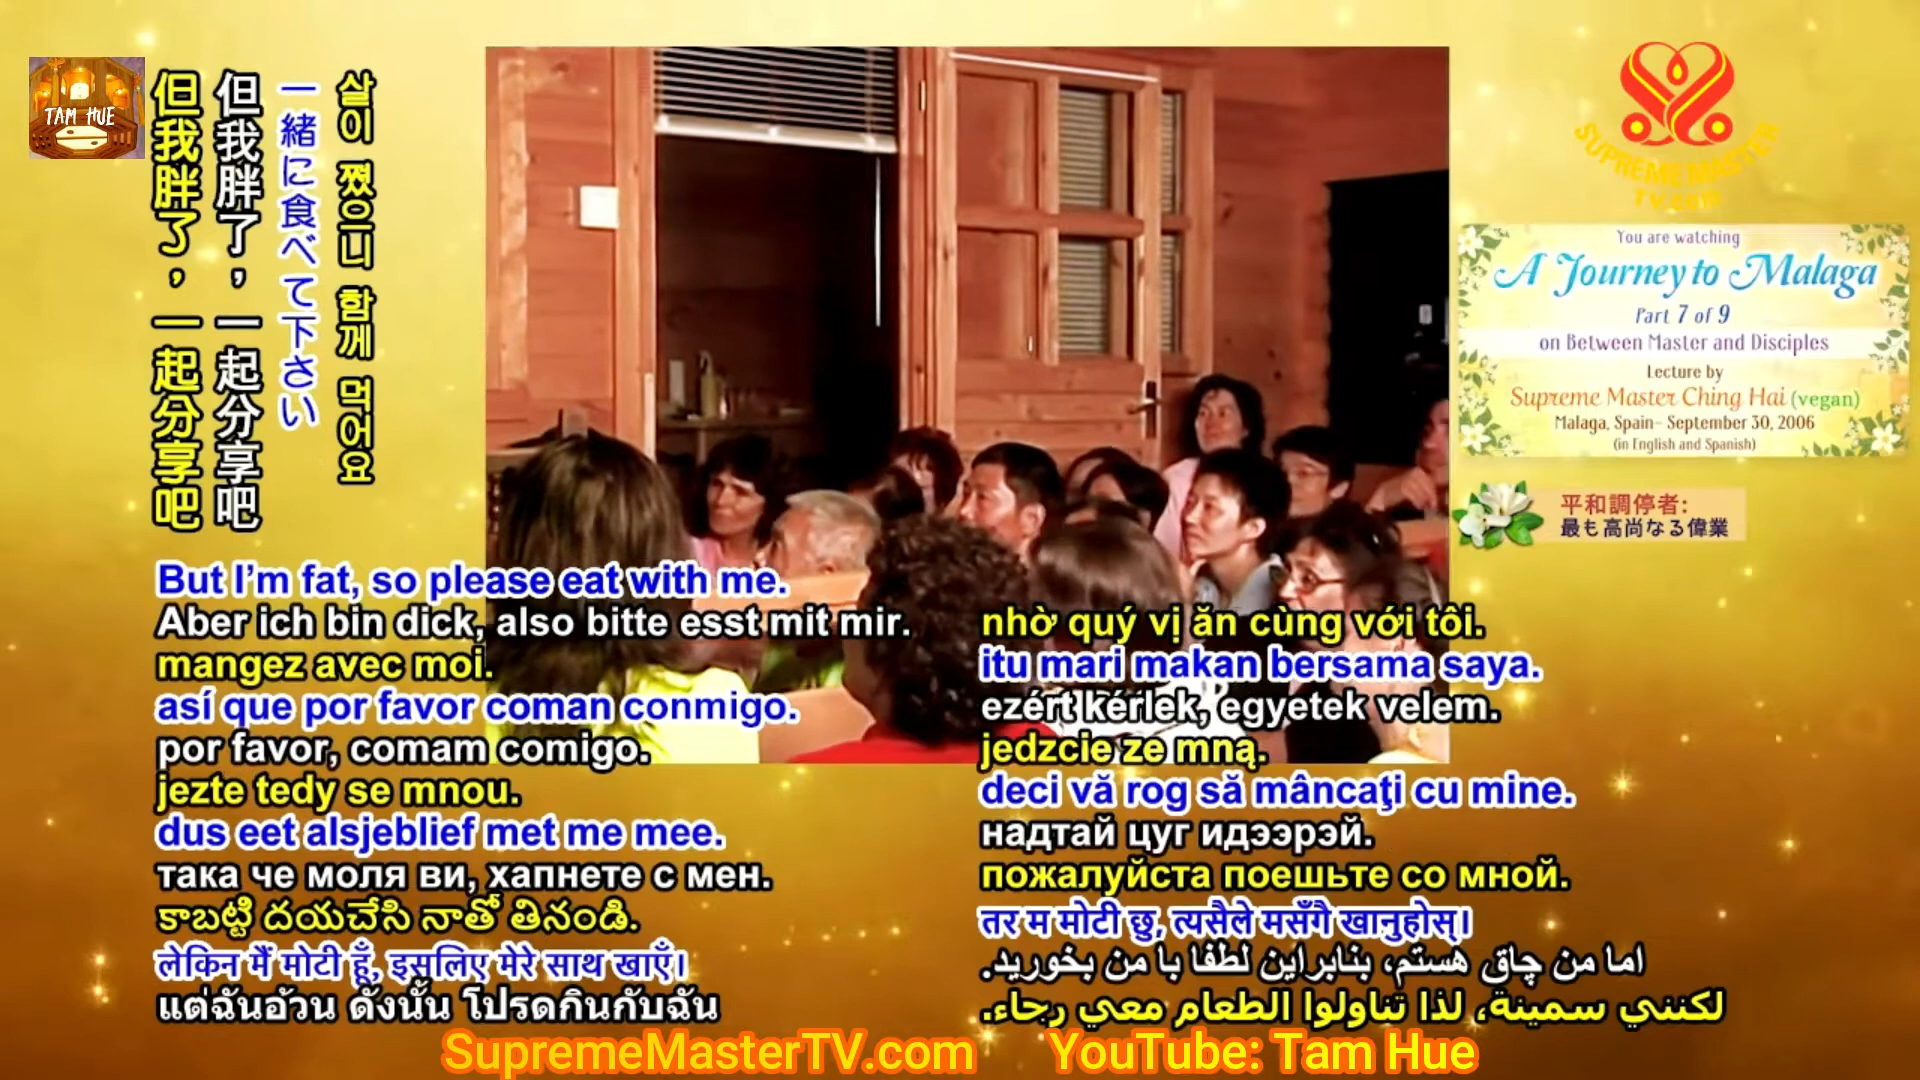 TAM HUE
但我胖了，一起分享吧
但我胖了，一起分享吧
一緒に食べて下さい
살이 쪘으니 함께 먹어요
SUPREME MASTER
TV.com
You are watching
A Journey to Malaga
Part 7 of 9
on Between Master and Disciples
Lecture by
Supreme Master Ching Hai (vegan)
Malaga, Spain- September 30, 2006
(in English and Spanish)
平和調停者:
最も高尚なる偉業
But I'm fat, so please eat with me.
Aber ich bin dick, also bitte esst mit mir.
mangez avec moi.
así que por favor coman conmigo.
por favor, comam comigo.
jezte tedy se mnou.
dus eet alsjeblief met me mee.
така че моля ви, хапнете с мен.
కాబట్టి దయచేసి నాతో తినండి.
लेकिन मैं मोटी हूँ, इसलिए मेरे साथ खाएँ।
แต่ฉันอ้วน ดังนั้น โปรดกินกับฉัน
nhờ quý vị ăn cùng với tôi.
itu mari makan bersama saya.
ezért kérlek, egyetek velem.
jedzcie ze mną.
deci vă rog să mâncaţi cu mine.
надтай цуг идээрэй.
пожалуйста поешьте со мной.
तर म मोटी छु, त्यसैले मसँगै खानुहोस्।
اما من چاق هستم، بنابراین لطفا با من بخورید.
لكنني سمينة، لذا تناولوا الطعام معي رجاء.
SupremeMasterTV.com YouTube: Tam Hue